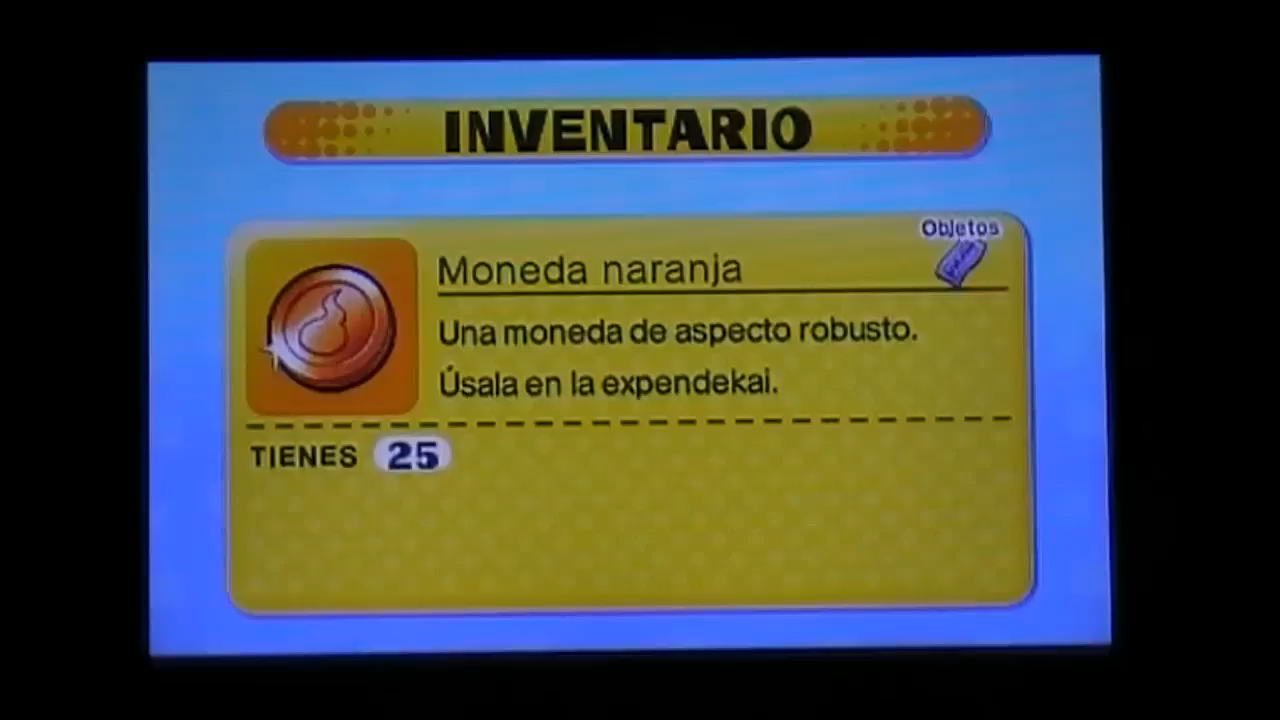 INVENTARIO
Objetos
Moneda naranja
Una moneda de aspecto robusto.
Úsala en la expendekai.
TIENES 25